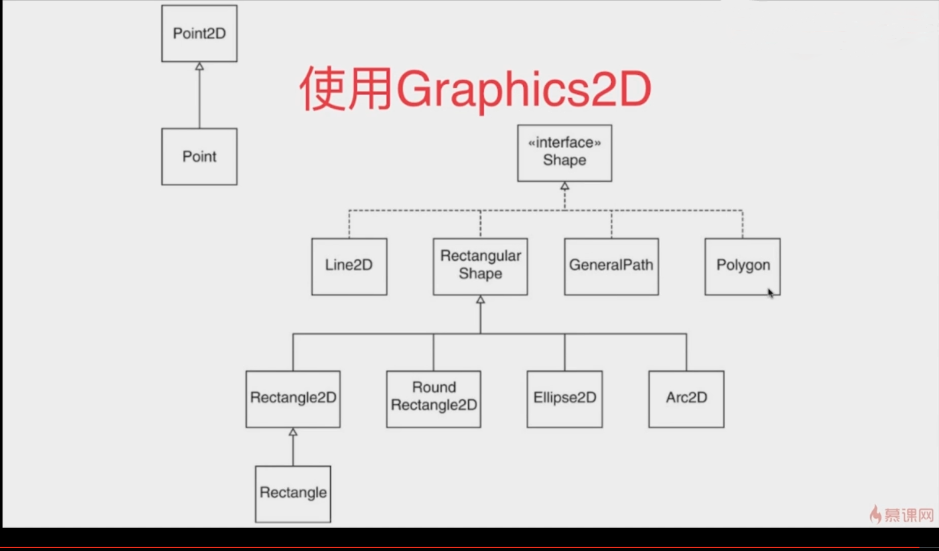 Point2D
使用Graphics2D
«interface»
Shape
Point
Line2D
Rectangular
Shape
GeneralPath
Polygon
Rectangle2D
Round
Rectangle2D
Ellipse2D
Arc2D
Rectangle
慕课网